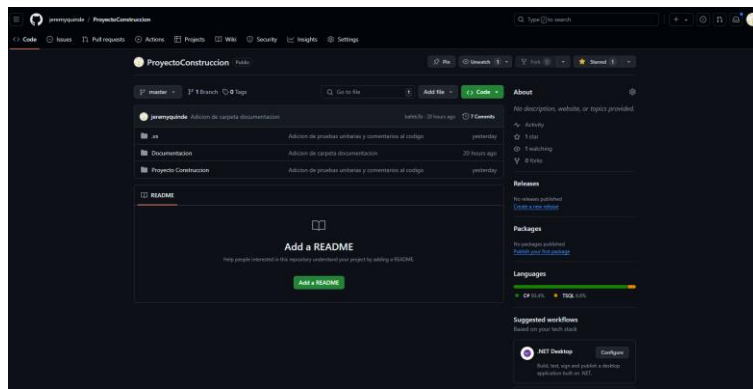 jeremyquinde / ProyectoConstruccion
Type / to search
Code Issues Pull requests Actions Projects Wiki Security Insights Settings
ProyectoConstruccion Public
Pin Unwatch 1 Fork 0 Starred 1
master 1 Branch 0 Tags
Go to file t Add file Code
jeremyquinde Adicion de carpeta documentacion
20 hours ago 7 Commits
.vs Adicion de pruebas unitarias y comentarios al codigo yesterday
Documentacion Adicion de carpeta documentacion 20 hours ago
Proyecto Construccion Adicion de pruebas unitarias y comentarios al codigo yesterday
README
Add a README
Help people interested in this repository understand your project by adding a README.
Add a README
About
No description, website, or topics provided.
Activity
1 star
1 watching
0 forks
Releases
No releases published
Create a new release
Packages
No packages published
Publish your first package
Languages
C# TSQL
Suggested workflows
Based on your tech stack
.NET Desktop Configure
Build, test, sign and publish a desktop
application built on .NET.